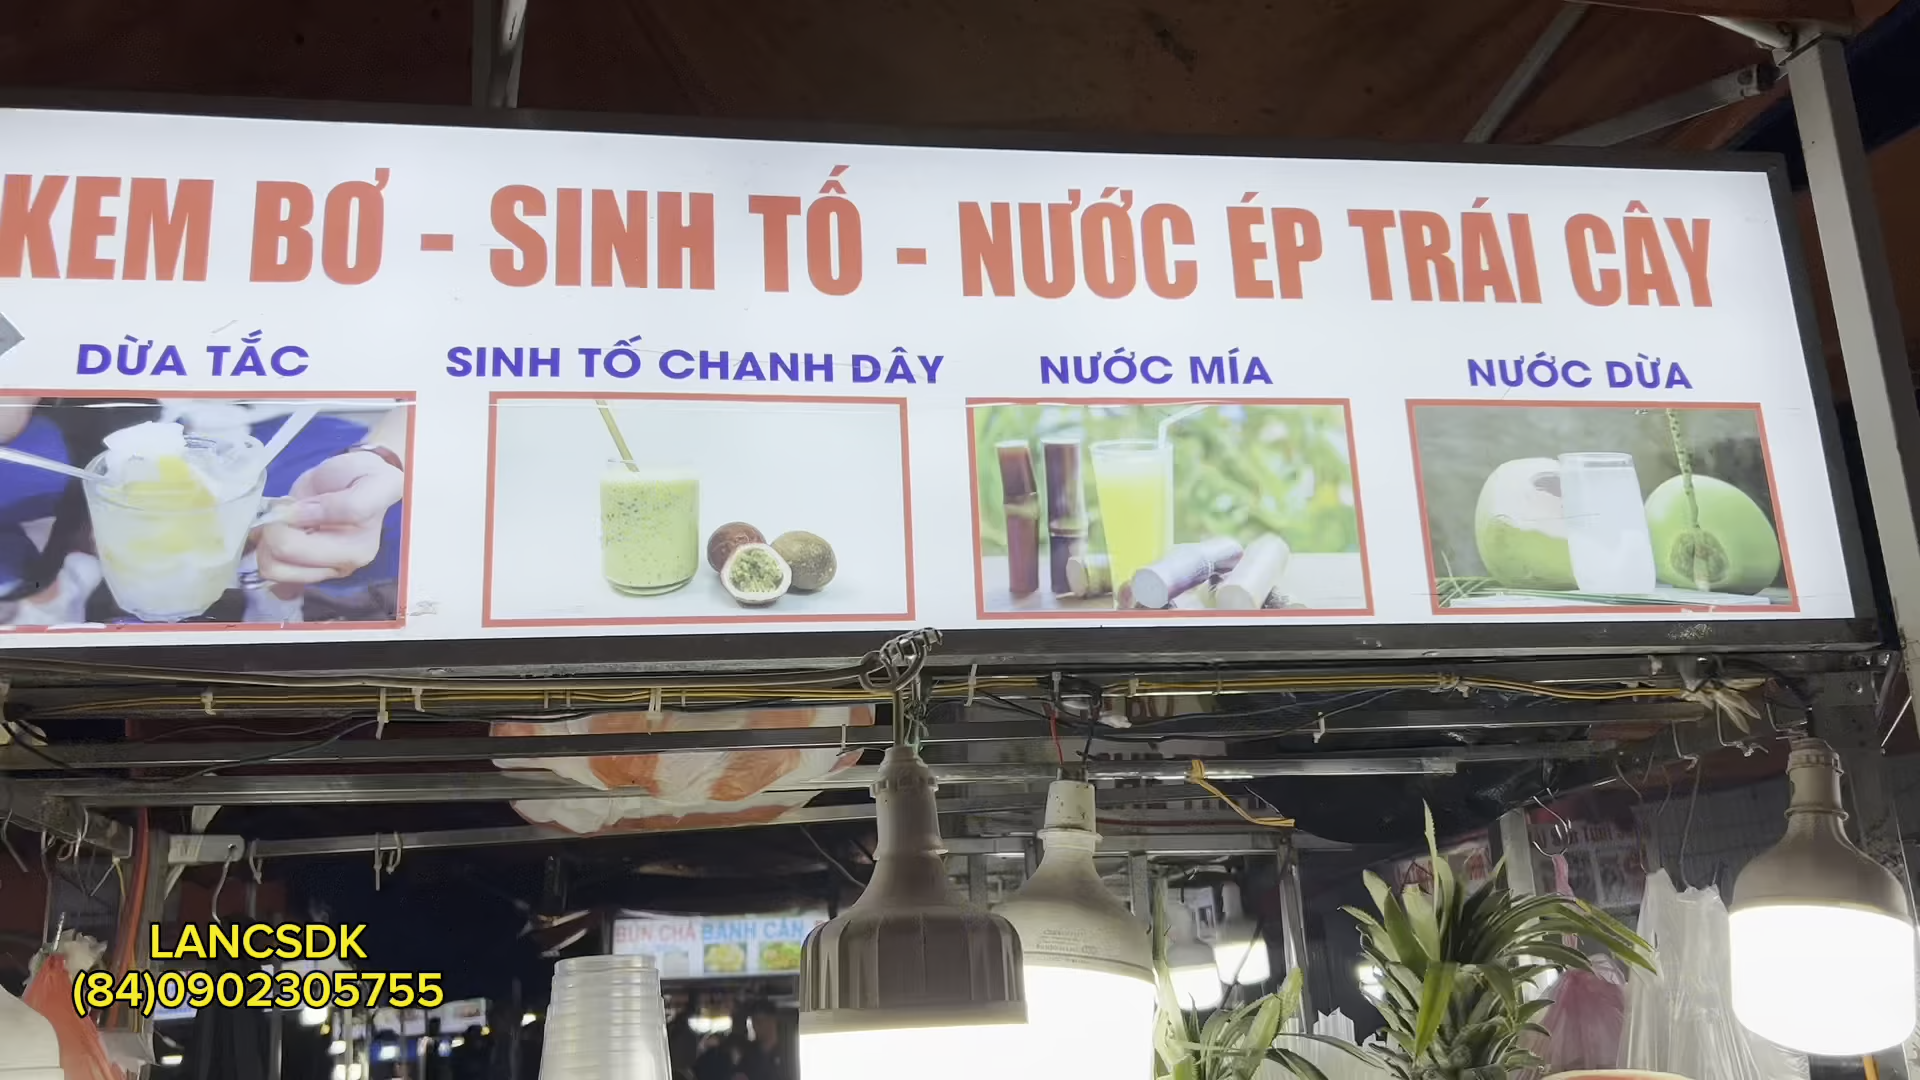 KEM BƠ - SINH TỐ - NƯỚC ÉP TRÁI CÂY
DỪA TẮC
SINH TỐ CHANH DÂY
NƯỚC MÍA
NƯỚC DỪA
BÚN CHẢ BÁNH CĂN
LANCSDK
(84)0902305755